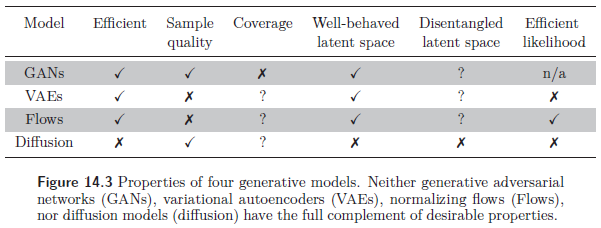 Model Efficient Sample quality Coverage Well-behaved latent space Disentangled latent space Efficient likelihood
GANs ✓ ✓ ✗ ✓ ? n/a
VAEs ✓ ✗ ? ✓ ? ✗
Flows ✓ ✗ ? ✓ ? ✓
Diffusion ✗ ✓ ? ✗ ✗ ✗
Figure 14.3 Properties of four generative models. Neither generative adversarial
networks (GANs), variational autoencoders (VAEs), normalizing flows (Flows),
nor diffusion models (diffusion) have the full complement of desirable properties.